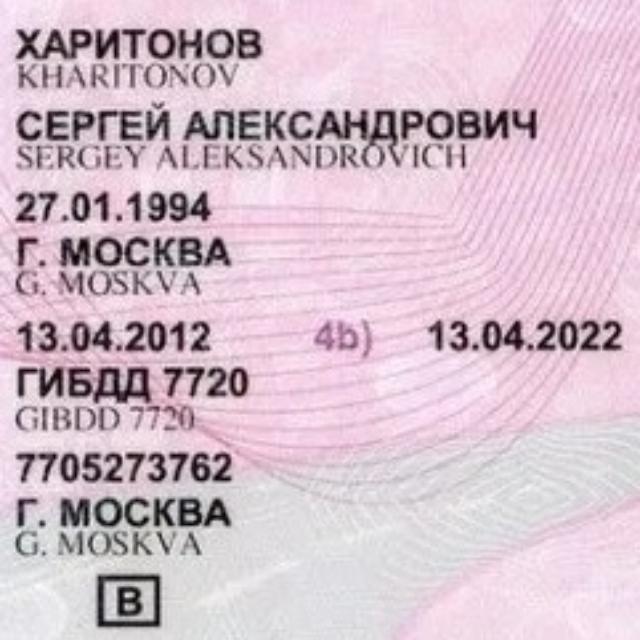 ХАРИТОНОВ
KHARITONOV
СЕРГЕЙ АЛЕКСАНДРОВИЧ
SERGEY ALEKSANDROVICH
27.01.1994
Г. МОСКВА
G. MOSKVA
13.04.2012 4b) 13.04.2022
ГИБДД 7720
GIBDD 7720
7705273762
Г. МОСКВА
G. MOSKVA
B